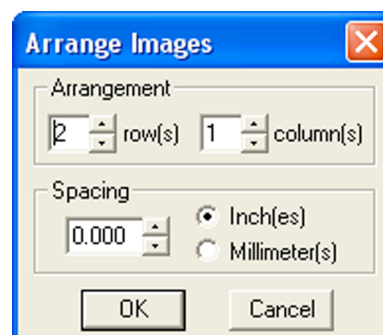 Arrange Images
Arrangement
2 row(s) 1 column(s)
Spacing
0.000
Inch(es)
Millimeter(s)
OK Cancel